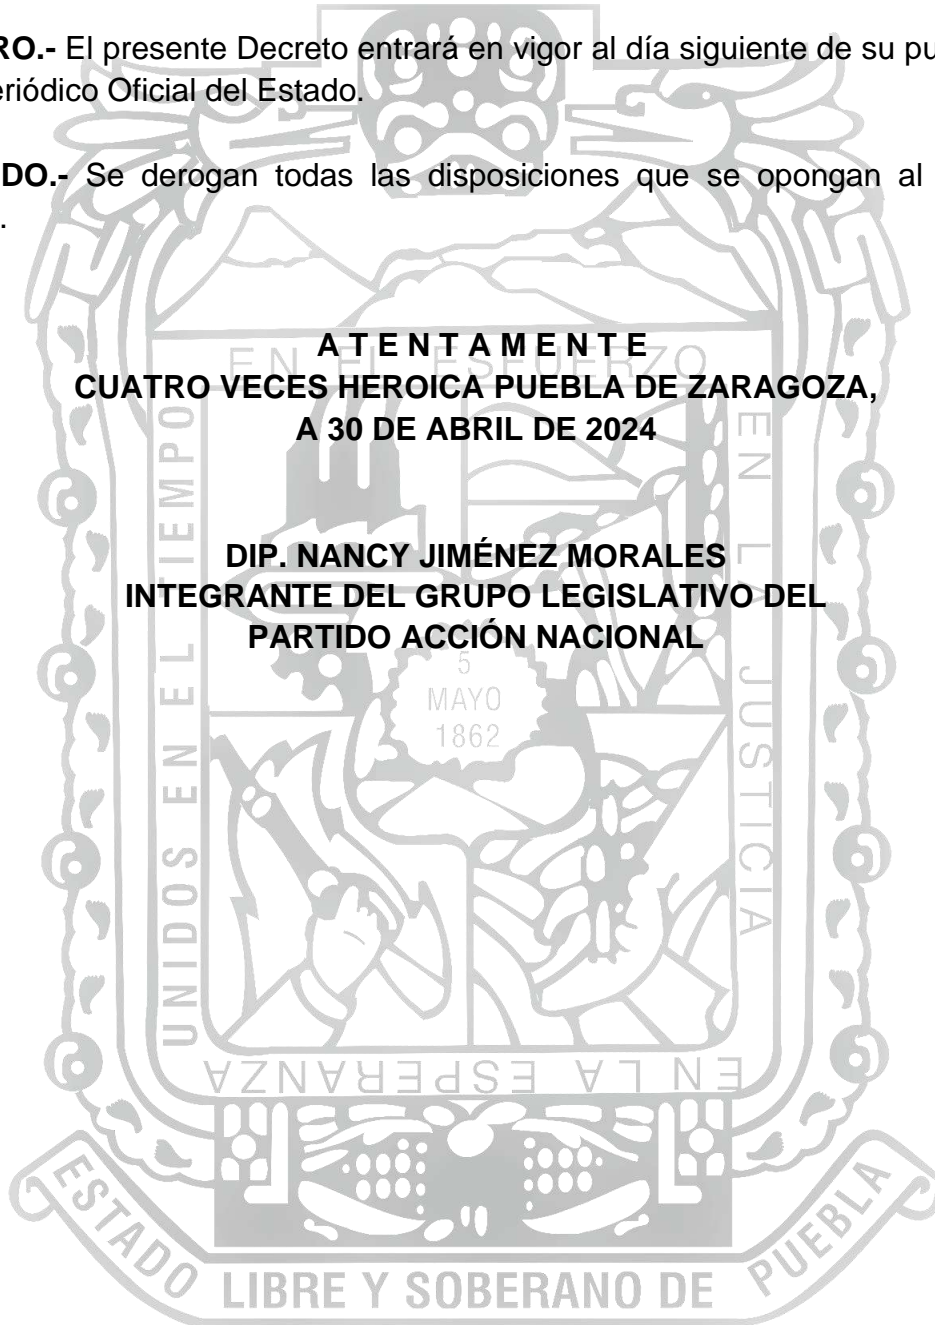 RO.- El presente Decreto entrará en vigor al día siguiente de su pu
eriódico Oficial del Estado.
DO.- Se derogan todas las disposiciones que se opongan al
.
A T E N T A M E N T E
CUATRO VECES HEROICA PUEBLA DE ZARAGOZA,
A 30 DE ABRIL DE 2024
DIP. NANCY JIMÉNEZ MORALES
INTEGRANTE DEL GRUPO LEGISLATIVO DEL
PARTIDO ACCIÓN NACIONAL
UNIDOS EN EL TIEMPO
EN EL ESFUERZO
EN LA JUSTICIA
EN LA ESPERANZA
5
MAYO
1862
ESTADO LIBRE Y SOBERANO DE PUEBLA